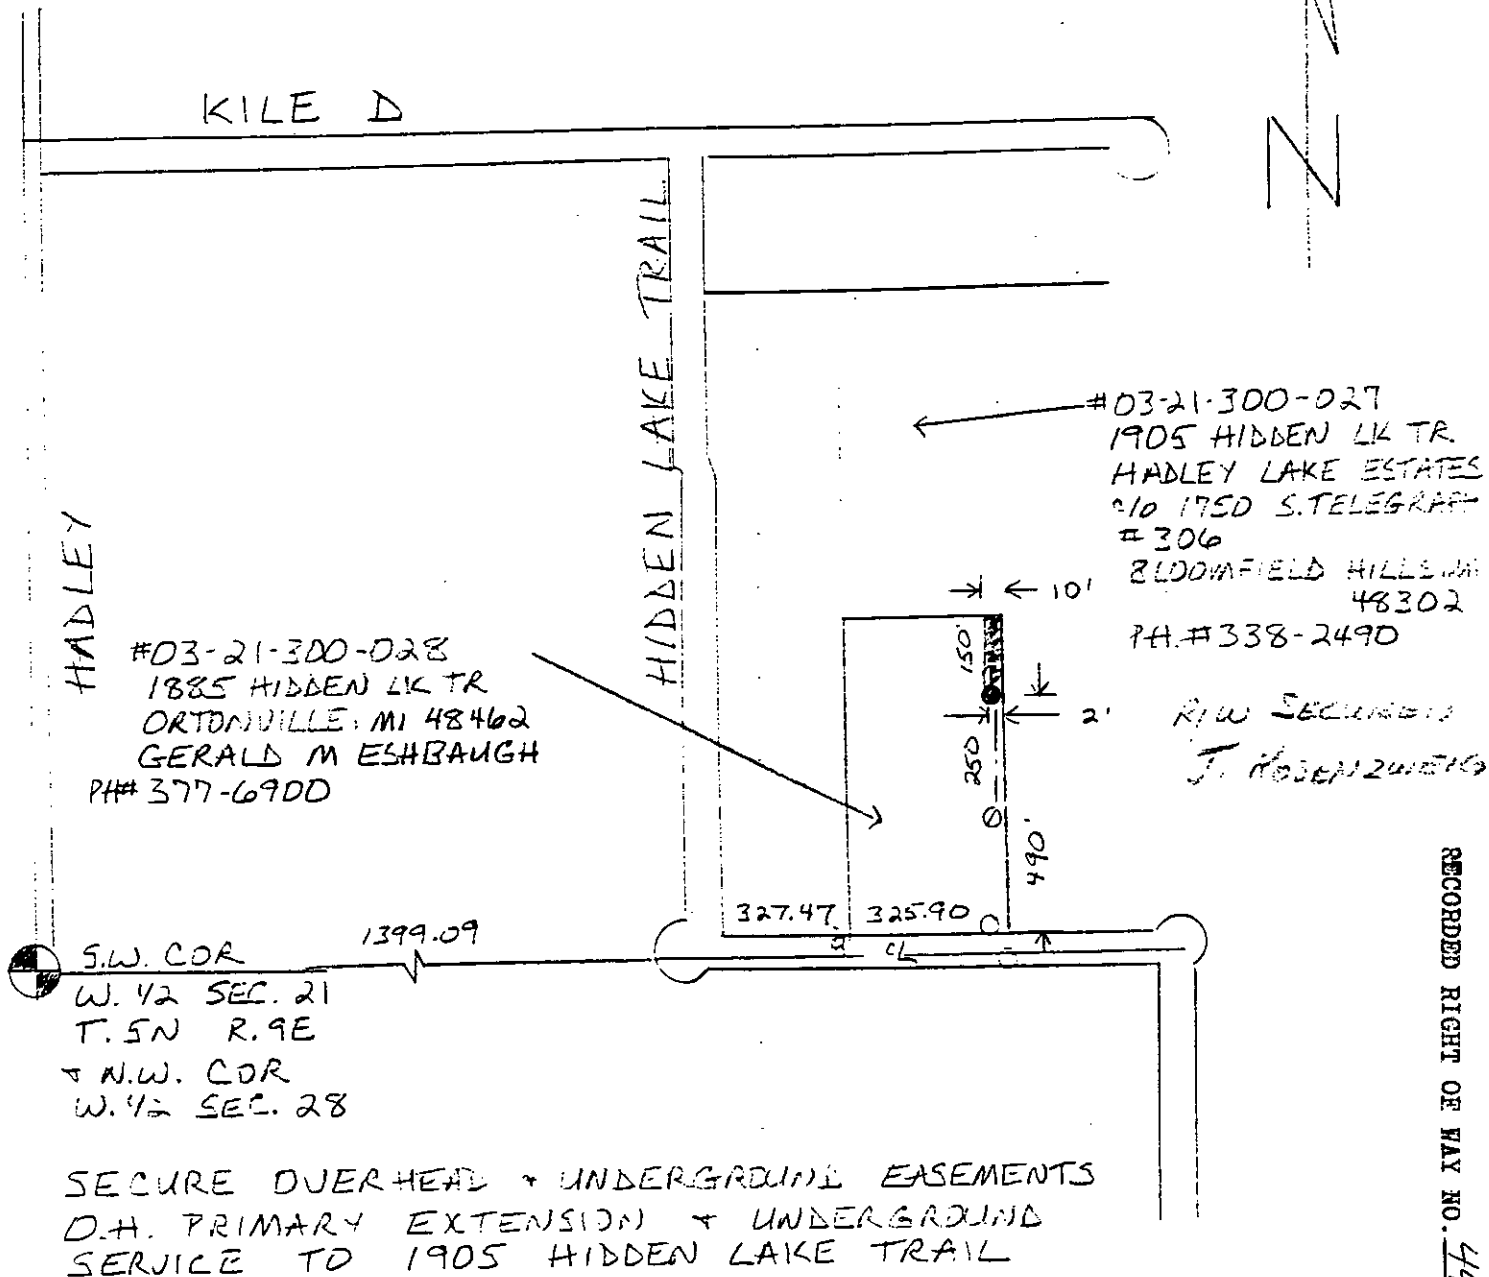 KILE D
N
HIDDEN LAKE TRAIL
HADLEY
#03-21-300-027
1905 HIDDEN LK TR.
HADLEY LAKE ESTATES
c/o 1750 S. TELEGRAPH
#306
BLOOMFIELD HILLS MI
48302
PH.#338-2490
10'
150'
2'
250
490'
R/W SECURED
J. ROSENZWEIG
#03-21-300-028
1885 HIDDEN LK TR
ORTONVILLE, MI 48462
GERALD M ESHBAUGH
PH# 377-6900
327.47
325.90
1399.09
CL
S.W. COR
W. 1/2 SEC. 21
T. 5N R. 9E
+ N.W. COR
W. 1/2 SEC. 28
SECURE OVERHEAD + UNDERGROUND EASEMENTS
O.H. PRIMARY EXTENSION + UNDERGROUND
SERVICE TO 1905 HIDDEN LAKE TRAIL
RECORDED RIGHT OF WAY NO.